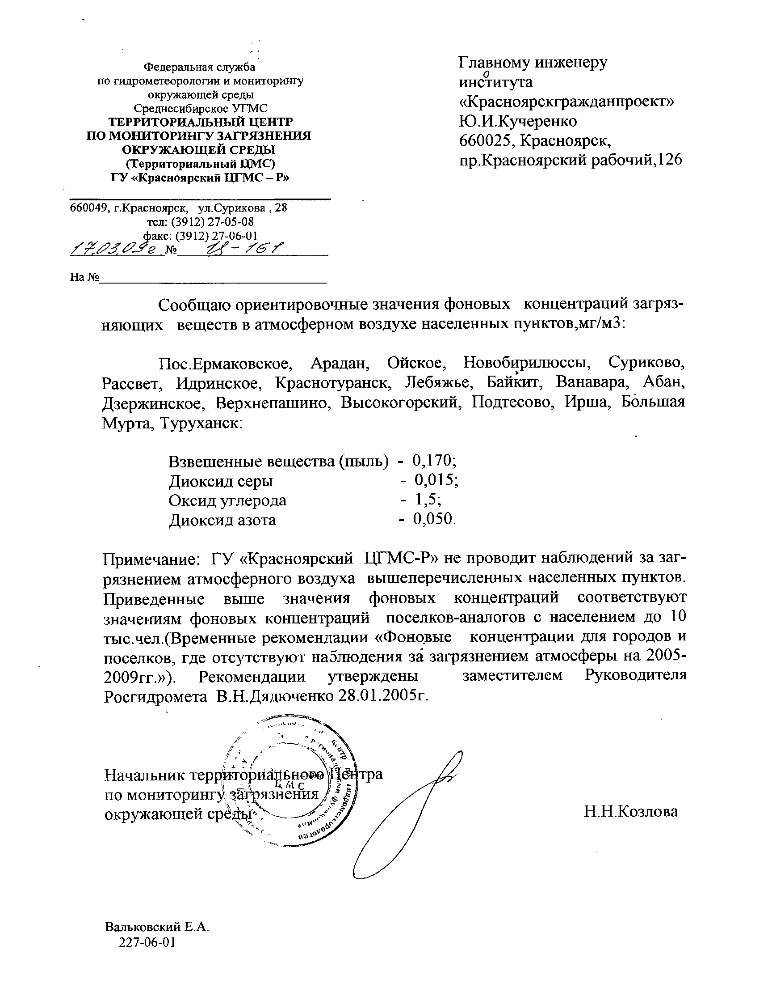 Федеральная служба
по гидрометеорологии и мониторингу
окружающей среды
Среднесибирское УГМС
ТЕРРИТОРИАЛЬНЫЙ ЦЕНТР
ПО МОНИТОРИНГУ ЗАГРЯЗНЕНИЯ
ОКРУЖАЮЩЕЙ СРЕДЫ
(Территориальный ЦМС)
ГУ «Красноярский ЦГМС – Р»
660049, г.Красноярск, ул.Сурикова , 28
тел: (3912) 27-05-08
факс: (3912) 27-06-01
17.03.09г. №
На №
Главному инженеру
института
«Красноярскгражданпроект»
Ю.И.Кучеренко
660025, Красноярск,
пр.Красноярский рабочий,126
Сообщаю ориентировочные значения фоновых концентраций загряз-
няющих веществ в атмосферном воздухе населенных пунктов,мг/м3:
Пос.Ермаковское, Арадан, Ойское, Новобирилюссы, Суриково,
Рассвет, Идринское, Краснотуранск, Лебяжье, Байкит, Ванавара, Абан,
Дзержинское, Верхнепашино, Высокогорский, Подтесово, Ирша, Большая
Мурта, Туруханск:
Взвешенные вещества (пыль) - 0,170;
Диоксид серы - 0,015;
Оксид углерода - 1,5;
Диоксид азота - 0,050.
Примечание: ГУ «Красноярский ЦГМС-Р» не проводит наблюдений за заг-
рязнением атмосферного воздуха вышеперечисленных населенных пунктов.
Приведенные выше значения фоновых концентраций соответствуют
значениям фоновых концентраций поселков-аналогов с населением до 10
тыс.чел.(Временные рекомендации «Фоновые концентрации для городов и
поселков, где отсутствуют наблюдения за загрязнением атмосферы на 2005-
2009гг.»). Рекомендации утверждены заместителем Руководителя
Росгидромета В.Н.Дядюченко 28.01.2005г.
центр по гидрометеорологии
региональными функциями
ЦМС
Начальник территориального Центра
по мониторингу загрязнения
окружающей среды
Н.Н.Козлова
Вальковский Е.А.
227-06-01